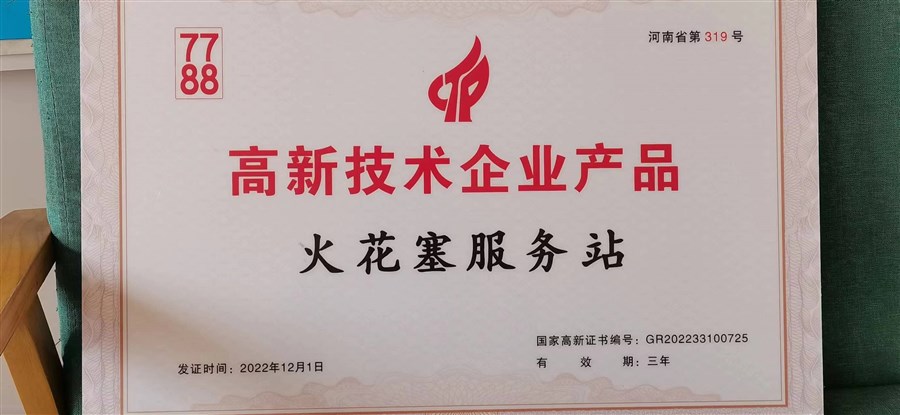 77
88
河南省第 319 号
CTP
高新技术企业产品
火花塞服务站
国家高新证书编号：GR202233100725
发证时间：2022年12月1日
有 效 期：三年